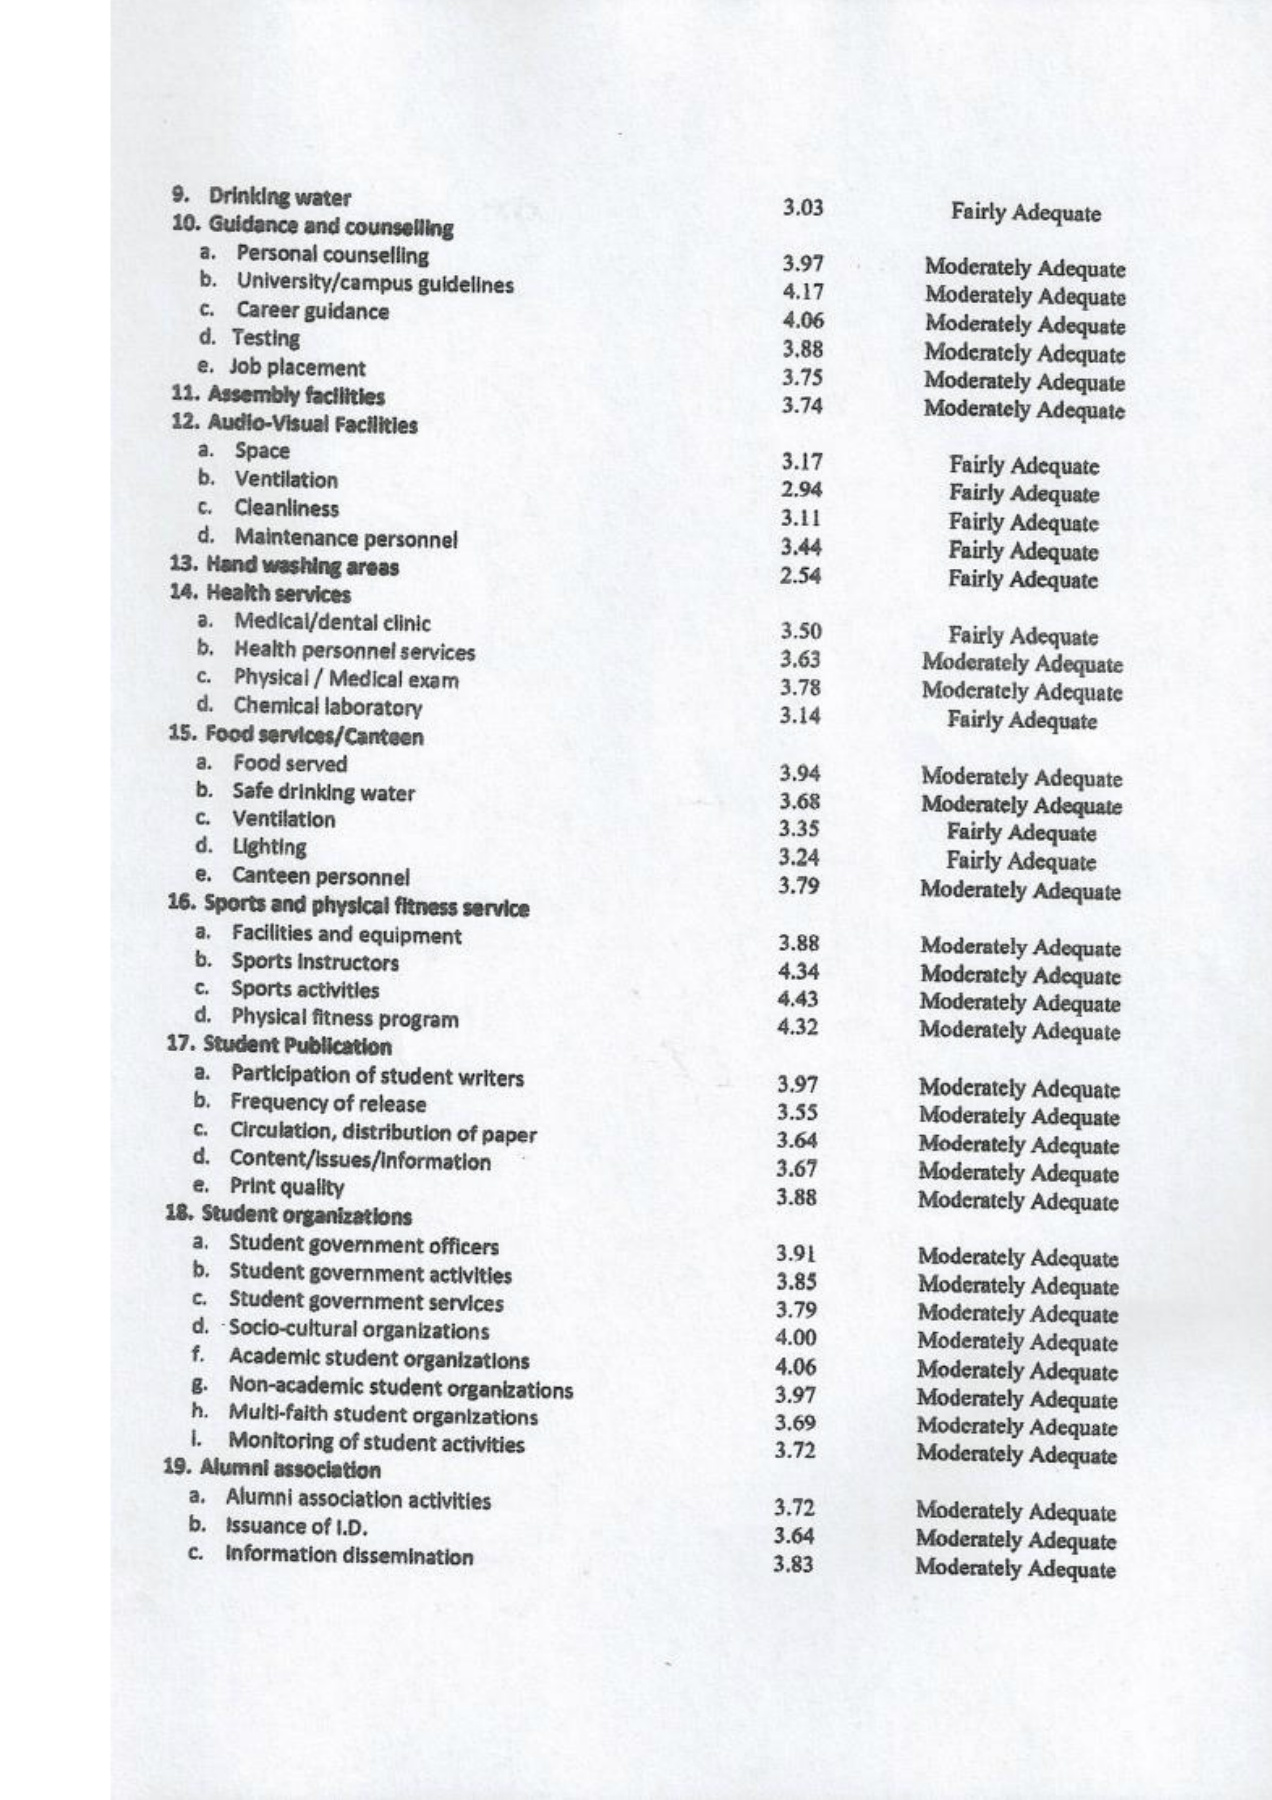 9. Drinking water 3.03 Fairly Adequate
10. Guidance and counselling
a. Personal counselling 3.97 Moderately Adequate
b. University/campus guidelines 4.17 Moderately Adequate
c. Career guidance 4.06 Moderately Adequate
d. Testing 3.88 Moderately Adequate
e. Job placement 3.75 Moderately Adequate
11. Assembly facilities 3.74 Moderately Adequate
12. Audio-Visual Facilities
a. Space 3.17 Fairly Adequate
b. Ventilation 2.94 Fairly Adequate
c. Cleanliness 3.11 Fairly Adequate
d. Maintenance personnel 3.44 Fairly Adequate
13. Hand washing areas 2.54 Fairly Adequate
14. Health services
a. Medical/dental clinic 3.50 Fairly Adequate
b. Health personnel services 3.63 Moderately Adequate
c. Physical / Medical exam 3.78 Moderately Adequate
d. Chemical laboratory 3.14 Fairly Adequate
15. Food services/Canteen
a. Food served 3.94 Moderately Adequate
b. Safe drinking water 3.68 Moderately Adequate
c. Ventilation 3.35 Fairly Adequate
d. Lighting 3.24 Fairly Adequate
e. Canteen personnel 3.79 Moderately Adequate
16. Sports and physical fitness service
a. Facilities and equipment 3.88 Moderately Adequate
b. Sports Instructors 4.34 Moderately Adequate
c. Sports activities 4.43 Moderately Adequate
d. Physical fitness program 4.32 Moderately Adequate
17. Student Publication
a. Participation of student writers 3.97 Moderately Adequate
b. Frequency of release 3.55 Moderately Adequate
c. Circulation, distribution of paper 3.64 Moderately Adequate
d. Content/issues/information 3.67 Moderately Adequate
e. Print quality 3.88 Moderately Adequate
18. Student organizations
a. Student government officers 3.91 Moderately Adequate
b. Student government activities 3.85 Moderately Adequate
c. Student government services 3.79 Moderately Adequate
d. Socio-cultural organizations 4.00 Moderately Adequate
f. Academic student organizations 4.06 Moderately Adequate
g. Non-academic student organizations 3.97 Moderately Adequate
h. Multi-faith student organizations 3.69 Moderately Adequate
i. Monitoring of student activities 3.72 Moderately Adequate
19. Alumni association
a. Alumni association activities 3.72 Moderately Adequate
b. Issuance of I.D. 3.64 Moderately Adequate
c. Information dissemination 3.83 Moderately Adequate